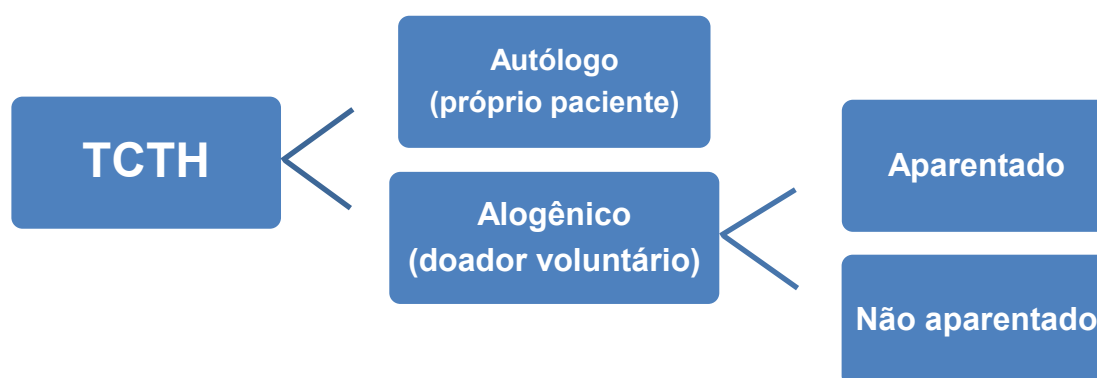 TCTH
Autólogo
(próprio paciente)
Alogênico
(doador voluntário)
Aparentado
Não aparentado